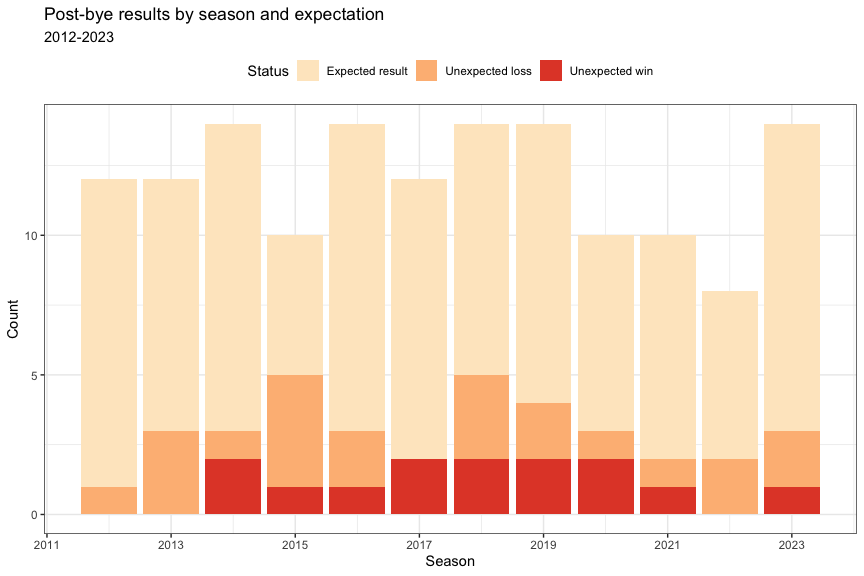 Post-bye results by season and expectation
2012-2023
Status Expected result Unexpected loss Unexpected win
Count
10
5
0
2011 2013 2015 2017 2019 2021 2023
Season